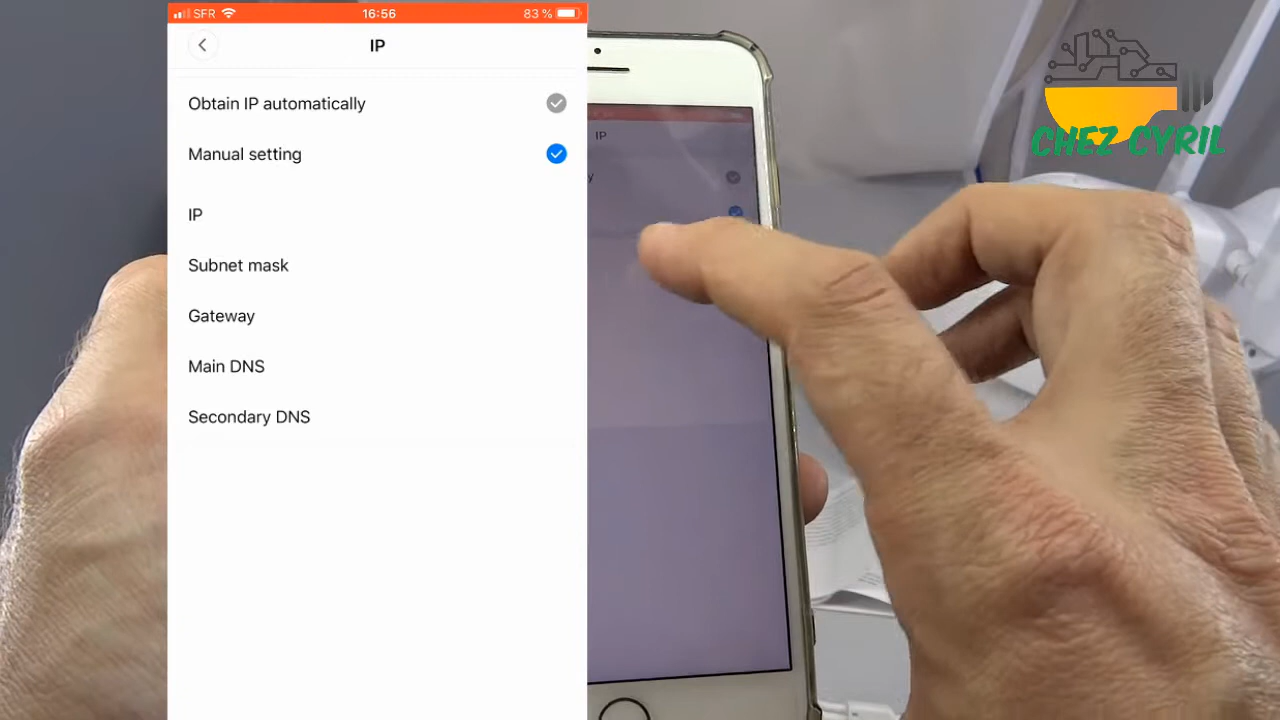 SFR 16:56 83 %
IP
Obtain IP automatically
Manual setting
IP
Subnet mask
Gateway
Main DNS
Secondary DNS
IP
y
CHEZ CYRIL